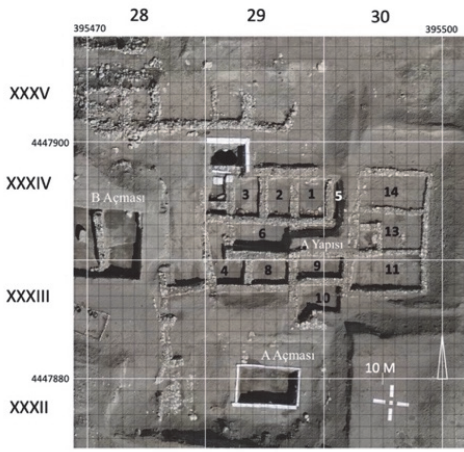 28 29 30
395470 395500
XXXV
4447900
XXXIV
B Açması
3 2 1 5 14
6 A Yapısı 13
4 8 9 11
XXXIII
10
A Açması
10 M
4447880
XXXII